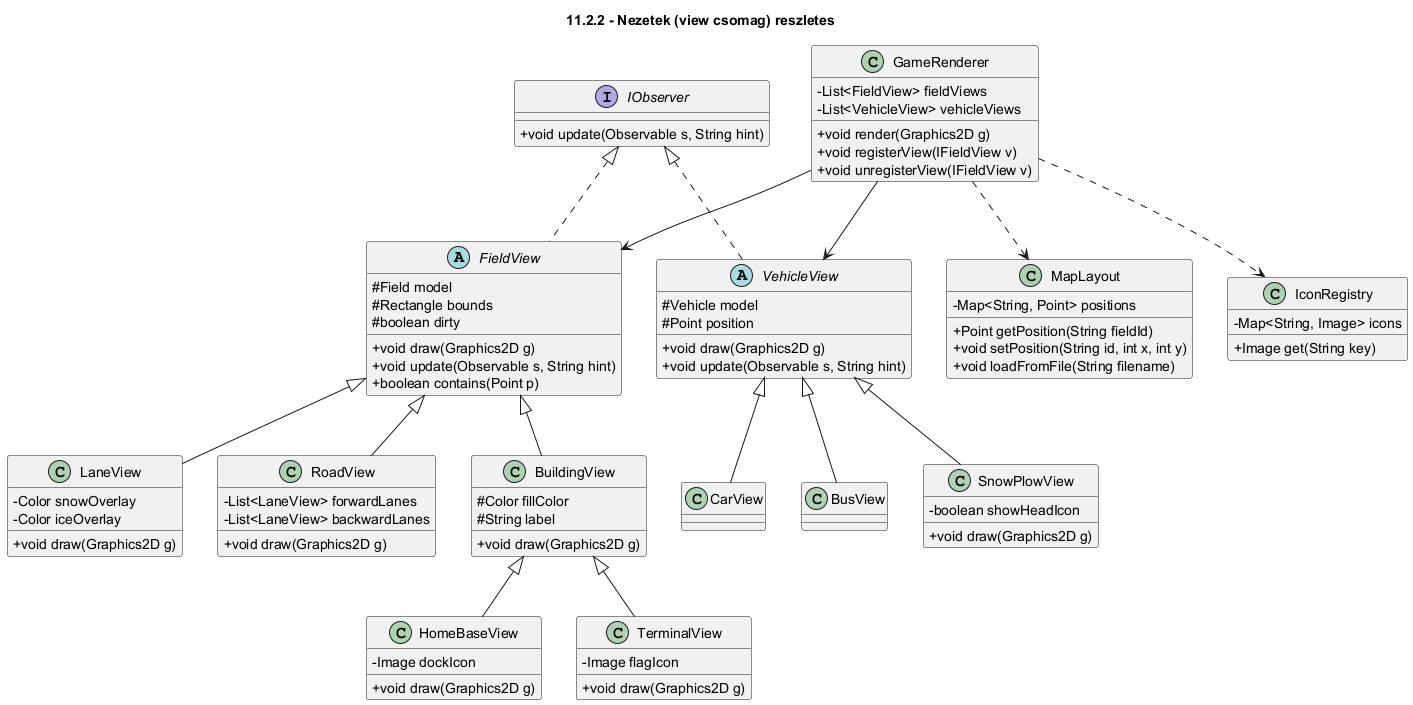 11.2.2 - Nezetek (view csomag) reszletes
C GameRenderer
-List<FieldView> fieldViews
-List<VehicleView> vehicleViews
+void render(Graphics2D g)
+void registerView(IFieldView v)
+void unregisterView(IFieldView v)
I IObserver
+void update(Observable s, String hint)
A FieldView
#Field model
#Rectangle bounds
#boolean dirty
+void draw(Graphics2D g)
+void update(Observable s, String hint)
+boolean contains(Point p)
A VehicleView
#Vehicle model
#Point position
+void draw(Graphics2D g)
+void update(Observable s, String hint)
C MapLayout
-Map<String, Point> positions
+Point getPosition(String fieldId)
+void setPosition(String id, int x, int y)
+void loadFromFile(String filename)
C IconRegistry
-Map<String, Image> icons
+Image get(String key)
C LaneView
-Color snowOverlay
-Color iceOverlay
+void draw(Graphics2D g)
C RoadView
-List<LaneView> forwardLanes
-List<LaneView> backwardLanes
+void draw(Graphics2D g)
C BuildingView
#Color fillColor
#String label
+void draw(Graphics2D g)
C CarView
C BusView
C SnowPlowView
-boolean showHeadIcon
+void draw(Graphics2D g)
C HomeBaseView
-Image dockIcon
+void draw(Graphics2D g)
C TerminalView
-Image flagIcon
+void draw(Graphics2D g)